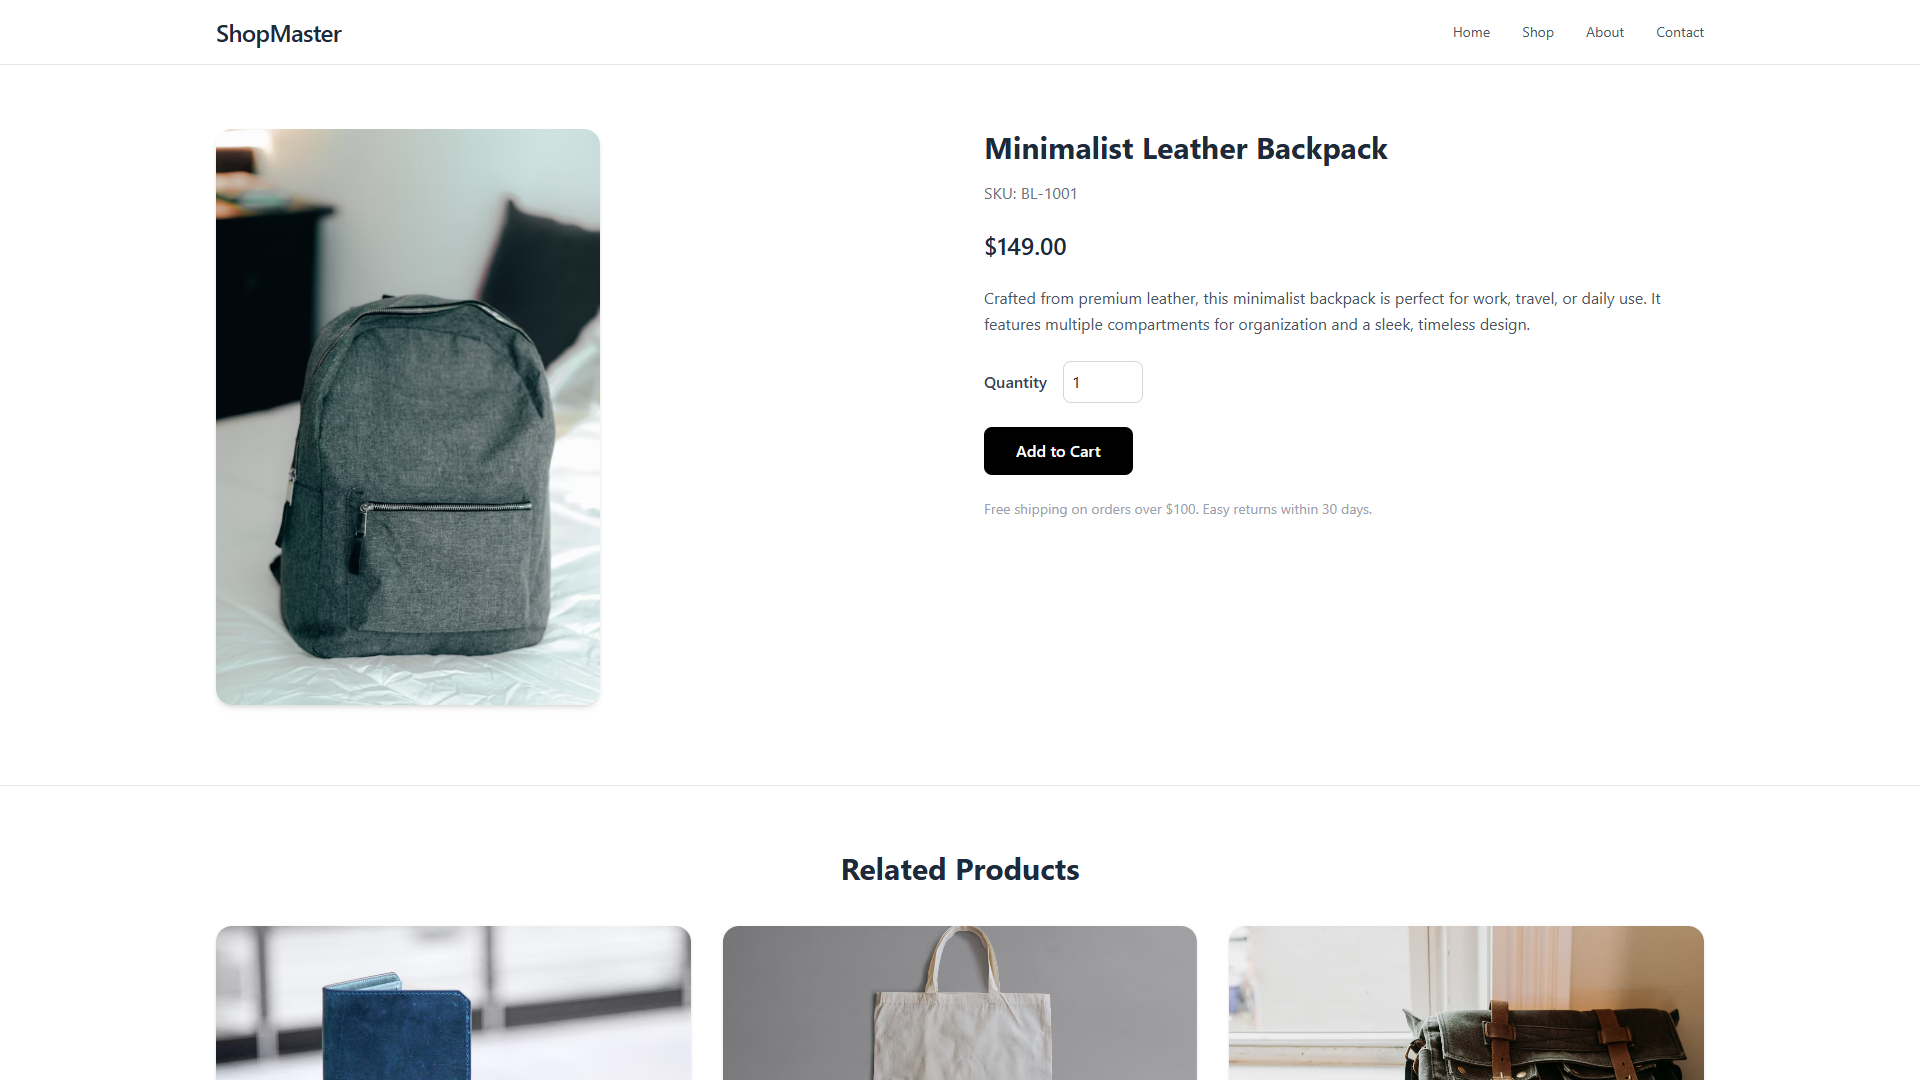 ShopMaster
Home
Shop
About
Contact
Minimalist Leather Backpack
SKU: BL-1001
$149.00
Crafted from premium leather, this minimalist backpack is perfect for work, travel, or daily use. It
features multiple compartments for organization and a sleek, timeless design.
Quantity
1
Add to Cart
Free shipping on orders over $100. Easy returns within 30 days.
Related Products